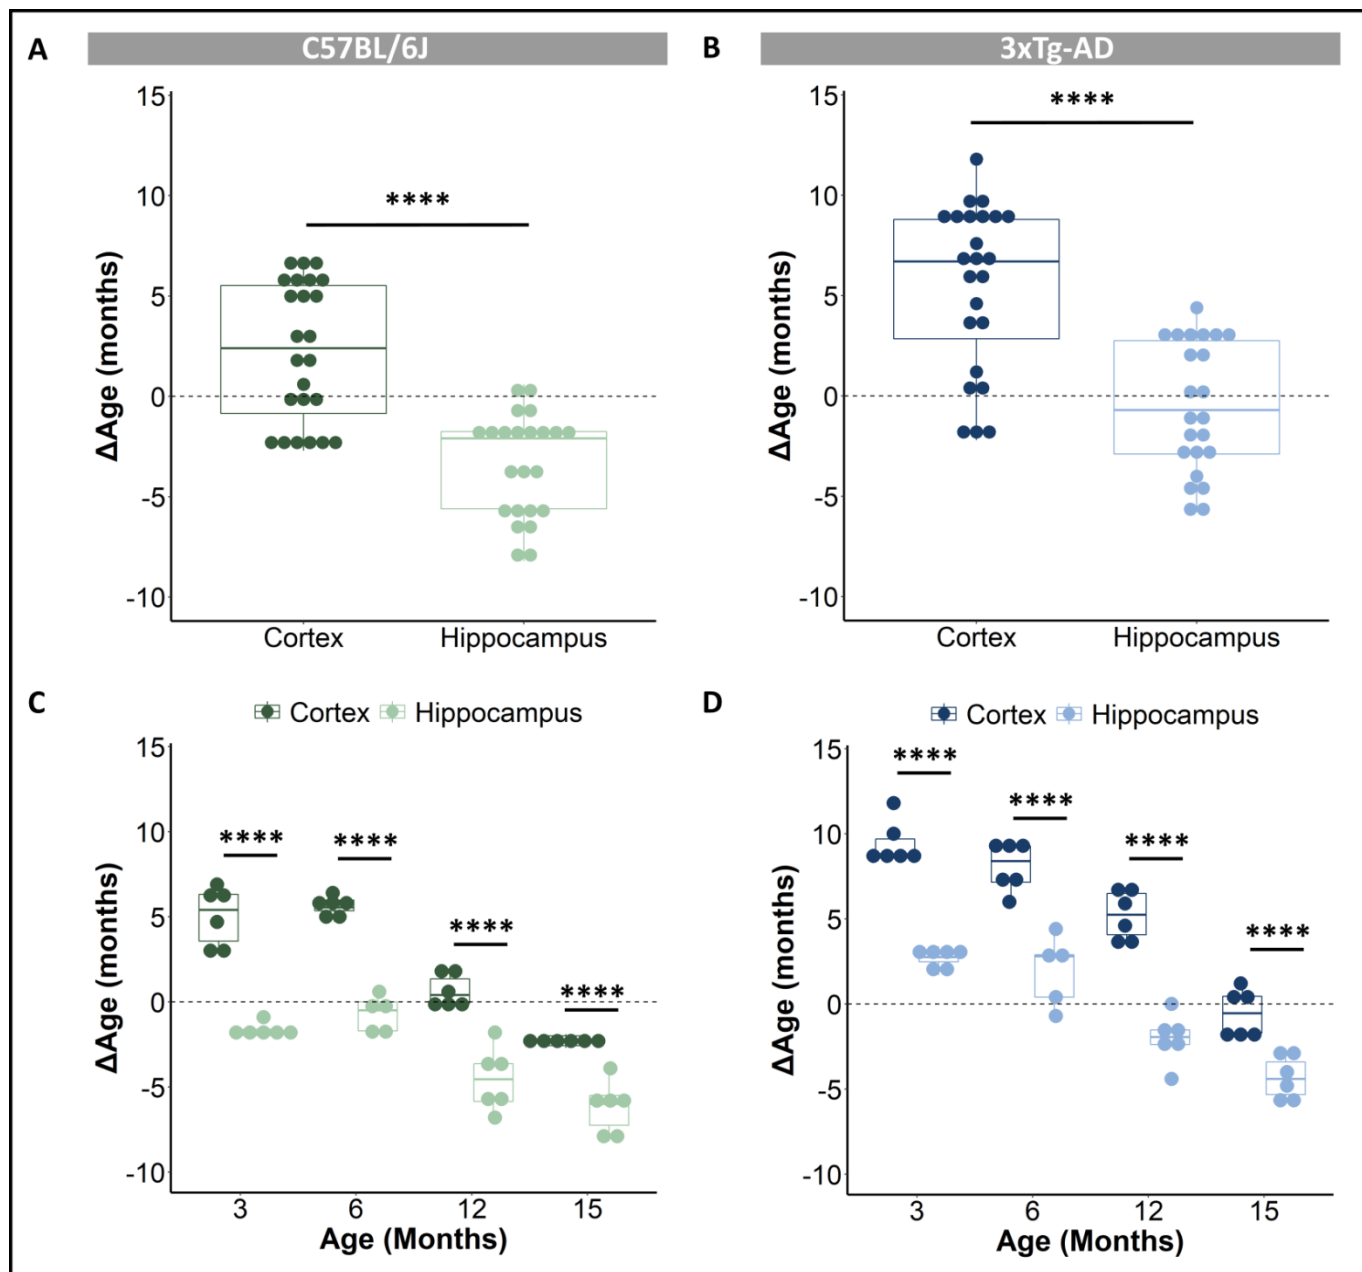 A C57BL/6J
B 3xTg-AD
15
10
5
0
-5
-10
ΔAge (months)
****
Cortex Hippocampus
15
10
5
0
-5
-10
ΔAge (months)
****
Cortex Hippocampus
C
Cortex Hippocampus
15
10
5
0
-5
-10
ΔAge (months)
****
****
****
****
3 6 12 15
Age (Months)
D
Cortex Hippocampus
15
10
5
0
-5
-10
ΔAge (months)
****
****
****
****
3 6 12 15
Age (Months)